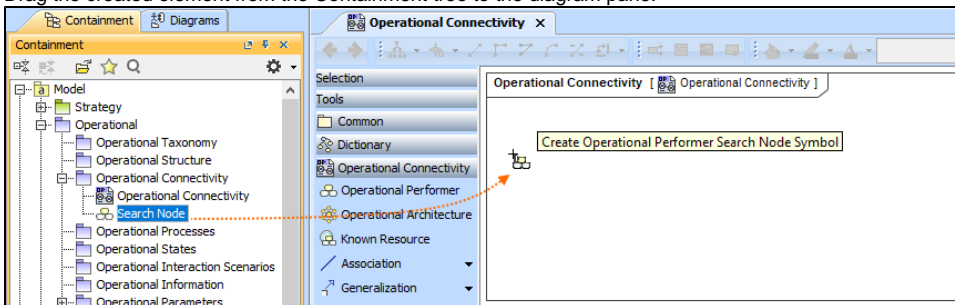 Drag the created element from the Containment tree to the diagram pane.
Containment
Diagrams
Containment
Model
Strategy
Operational
Operational Taxonomy
Operational Structure
Operational Connectivity
Operational Connectivity
Search Node
Operational Processes
Operational States
Operational Interaction Scenarios
Operational Information
Operational Parameters
Operational Connectivity
Selection
Tools
Common
Dictionary
Operational Connectivity
Operational Performer
Operational Architecture
Known Resource
Association
Generalization
Operational Connectivity [ Operational Connectivity ]
Create Operational Performer Search Node Symbol